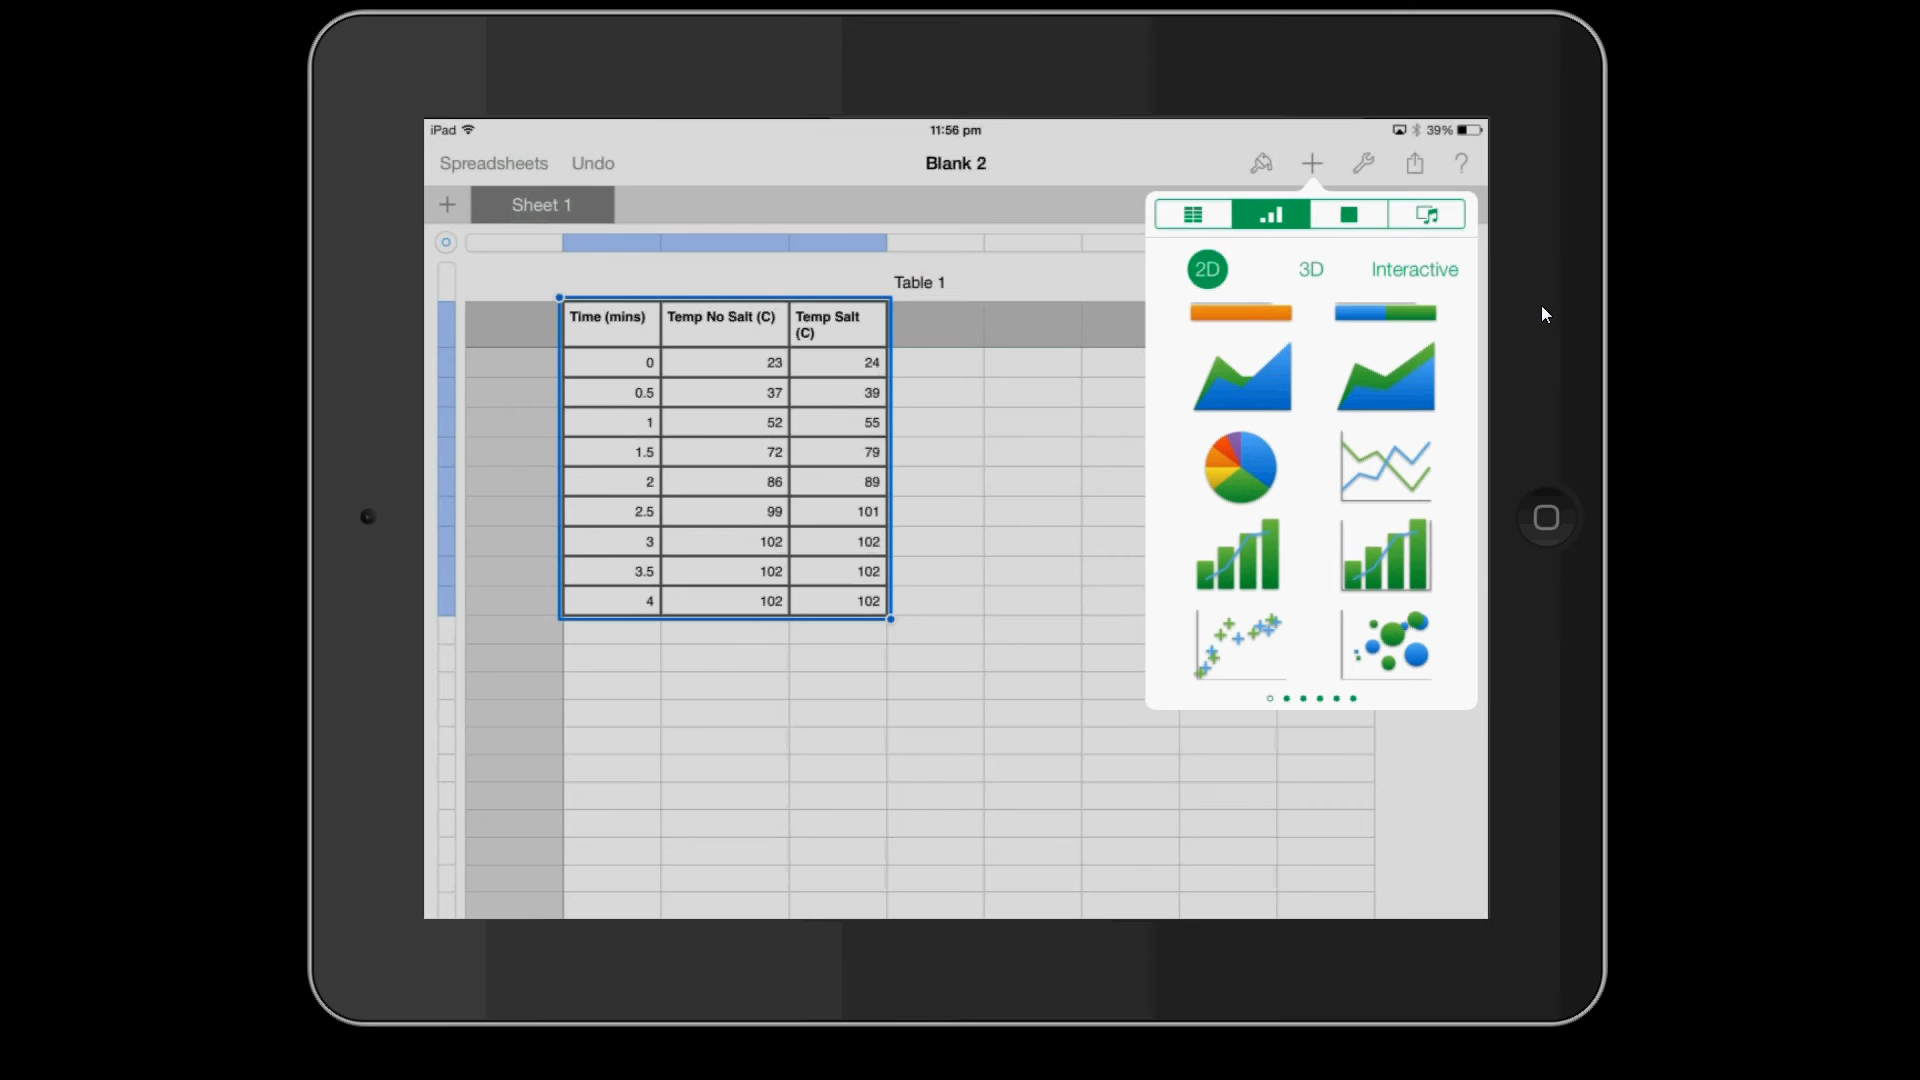 iPad 11:56 pm 39%
Spreadsheets Undo Blank 2 ?
Sheet 1
2D 3D Interactive
Table 1
Time (mins) Temp No Salt (C) Temp Salt (C)
0 23 24
0.5 37 39
1 52 55
1.5 72 79
2 86 89
2.5 99 101
3 102 102
3.5 102 102
4 102 102